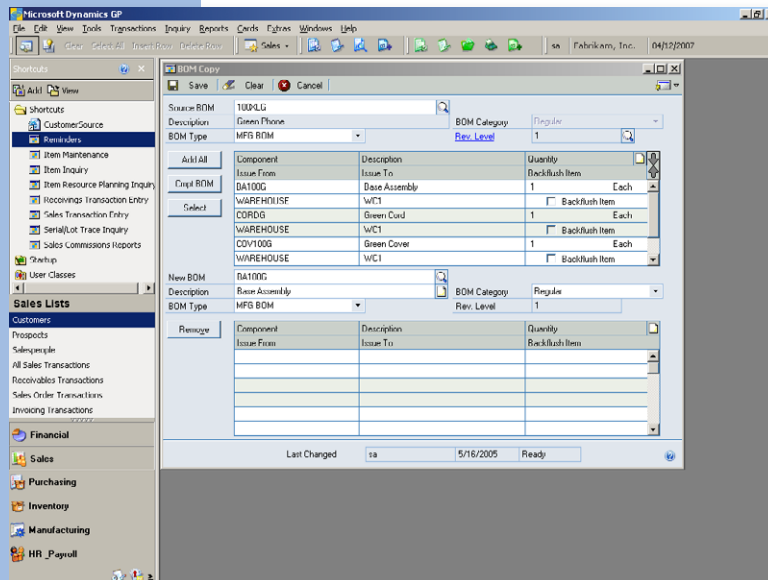 Microsoft Dynamics GP
File Edit View Tools Transactions Inquiry Reports Cards Extras Windows Help
Clear Select All Insert Row Delete Row Sales sa Fabrikam, Inc. 04/12/2007
Shortcuts
Add View
Shortcuts
CustomerSource
Reminders
Item Maintenance
Item Inquiry
Item Resource Planning Inquiry
Receivings Transaction Entry
Sales Transaction Entry
Serial/Lot Trace Inquiry
Sales Commissions Reports
Startup
User Classes
Sales Lists
Customers
Prospects
Salespeople
All Sales Transactions
Receivables Transactions
Sales Order Transactions
Invoicing Transactions
Financial
Sales
Purchasing
Inventory
Manufacturing
HR_Payroll
BOM Copy
Save Clear Cancel
Source BOM 100XLG
Description Green Phone BOM Category Regular
BOM Type MFG BOM Rev. Level 1
Add All Component Description Quantity
Issue From Issue To Backflush Item
Cmpt BOM BA100G Base Assembly 1 Each
WAREHOUSE WC1 Backflush Item
Select CORDG Green Cord 1 Each
WAREHOUSE WC1 Backflush Item
COV100G Green Cover 1 Each
WAREHOUSE WC1 Backflush Item
New BOM BA100G
Description Base Assembly BOM Category Regular
BOM Type MFG BOM Rev. Level 1
Remove Component Description Quantity
Issue From Issue To Backflush Item
Last Changed sa 5/16/2005 Ready